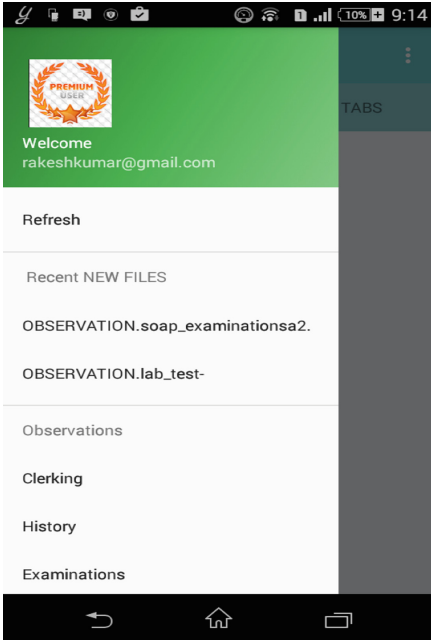 10% 9:14
PREMIUM
USER
TABS
Welcome
rakeshkumar@gmail.com
Refresh
Recent NEW FILES
OBSERVATION.soap_examinationsa2.
OBSERVATION.lab_test-
Observations
Clerking
History
Examinations